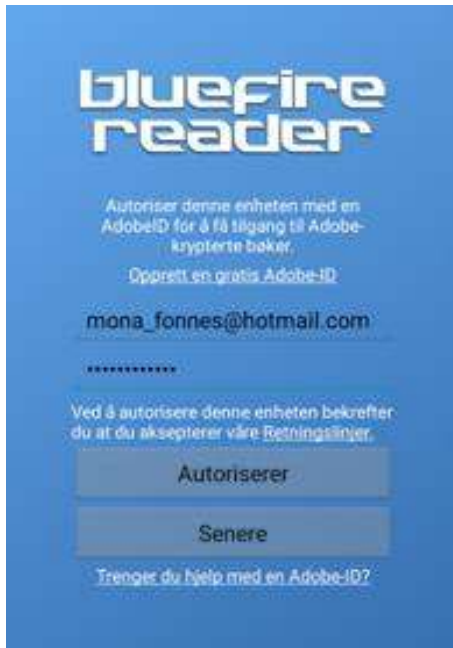 bluefire
reader
Autoriser denne enheten med en
AdobeID for å få tilgang til Adobe-
krypterte bøker.
Opprett en gratis Adobe-ID
mona_fonnes@hotmail.com
••••••••••••
Ved å autorisere denne enheten bekrefter
du at du aksepterer våre Retningslinjer.
Autoriserer
Senere
Trenger du hjelp med en Adobe-ID?